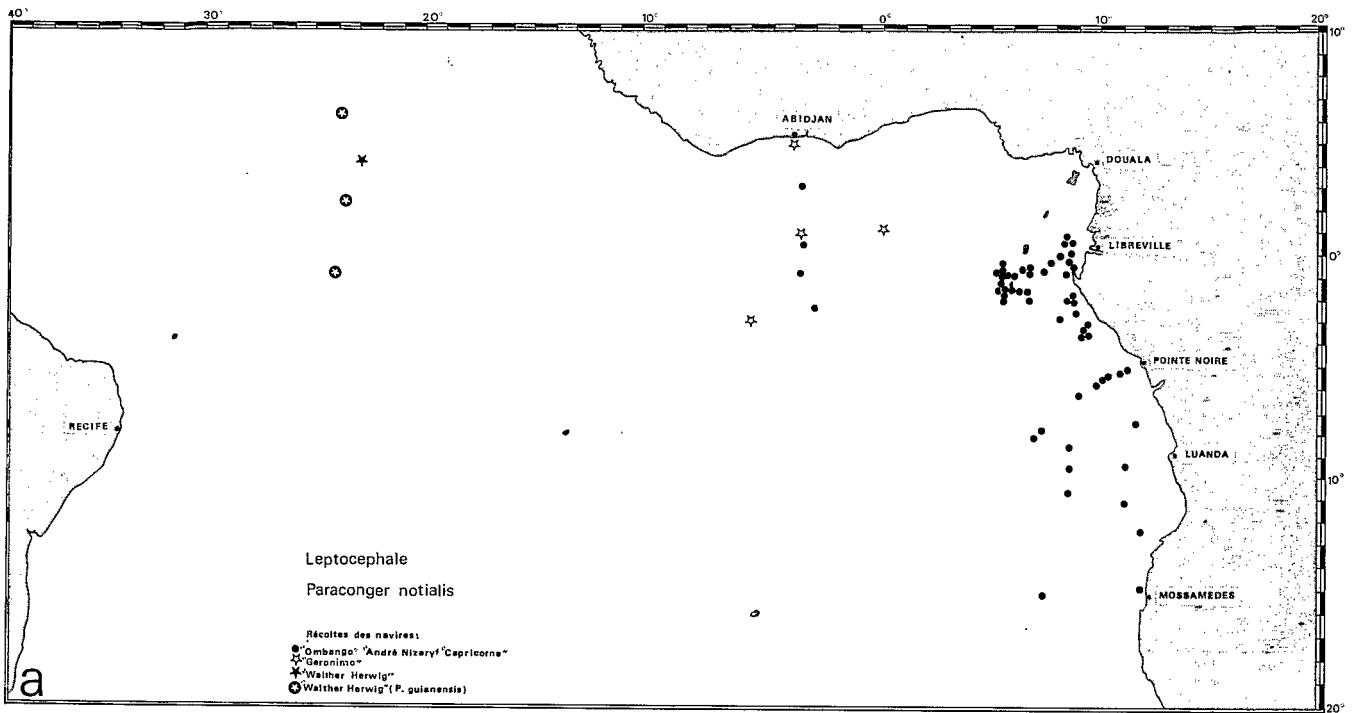 40° 30° 20° 10° 0° 10° 20°
10°
ABIDJAN
DOUALA
LIBREVILLE
0°
POINTE NOIRE
RECIFE
LUANDA
10°
Leptocephale
Paraconger notialis
MOSSAMEDES
Récoltes des navires:
"Ombango" "André Nizery" "Capricorne"
"Geronimo"
"Walther Herwig"
"Walther Herwig" (P. guianensis)
a
20°